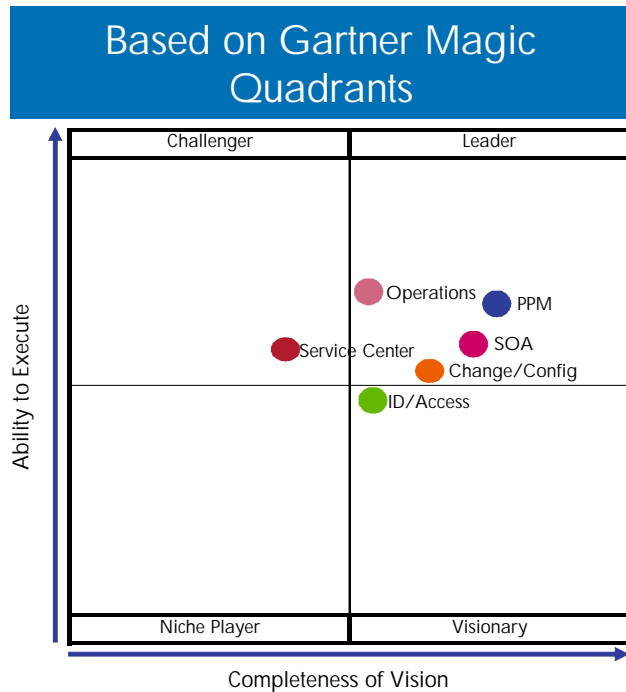 Based on Gartner Magic
Quadrants
Challenger
Leader
Operations
PPM
SOA
Service Center
Change/Config
ID/Access
Ability to Execute
Niche Player
Visionary
Completeness of Vision